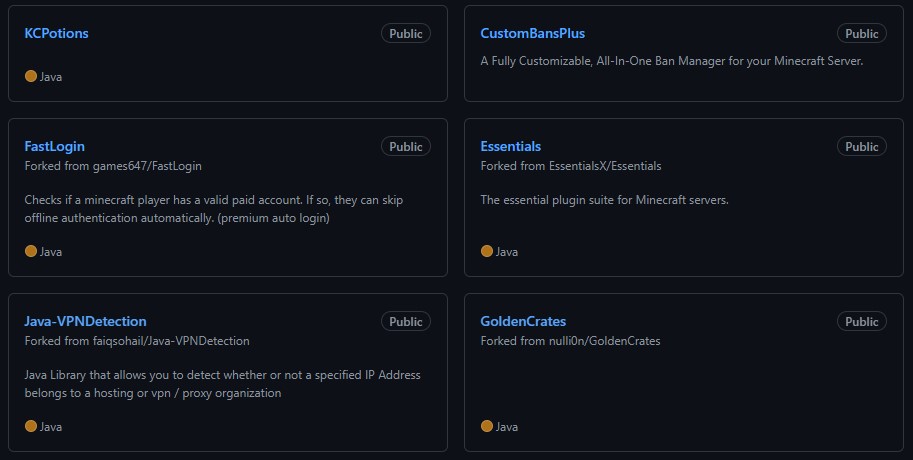 KCPotions
Public
Java
CustomBansPlus
Public
A Fully Customizable, All-In-One Ban Manager for your Minecraft Server.
FastLogin
Public
Forked from games647/FastLogin
Checks if a minecraft player has a valid paid account. If so, they can skip
offline authentication automatically. (premium auto login)
Java
Essentials
Public
Forked from EssentialsX/Essentials
The essential plugin suite for Minecraft servers.
Java
Java-VPNDetection
Public
Forked from faiqsohail/Java-VPNDetection
Java Library that allows you to detect whether or not a specified IP Address
belongs to a hosting or vpn / proxy organization
Java
GoldenCrates
Public
Forked from nulli0n/GoldenCrates
Java